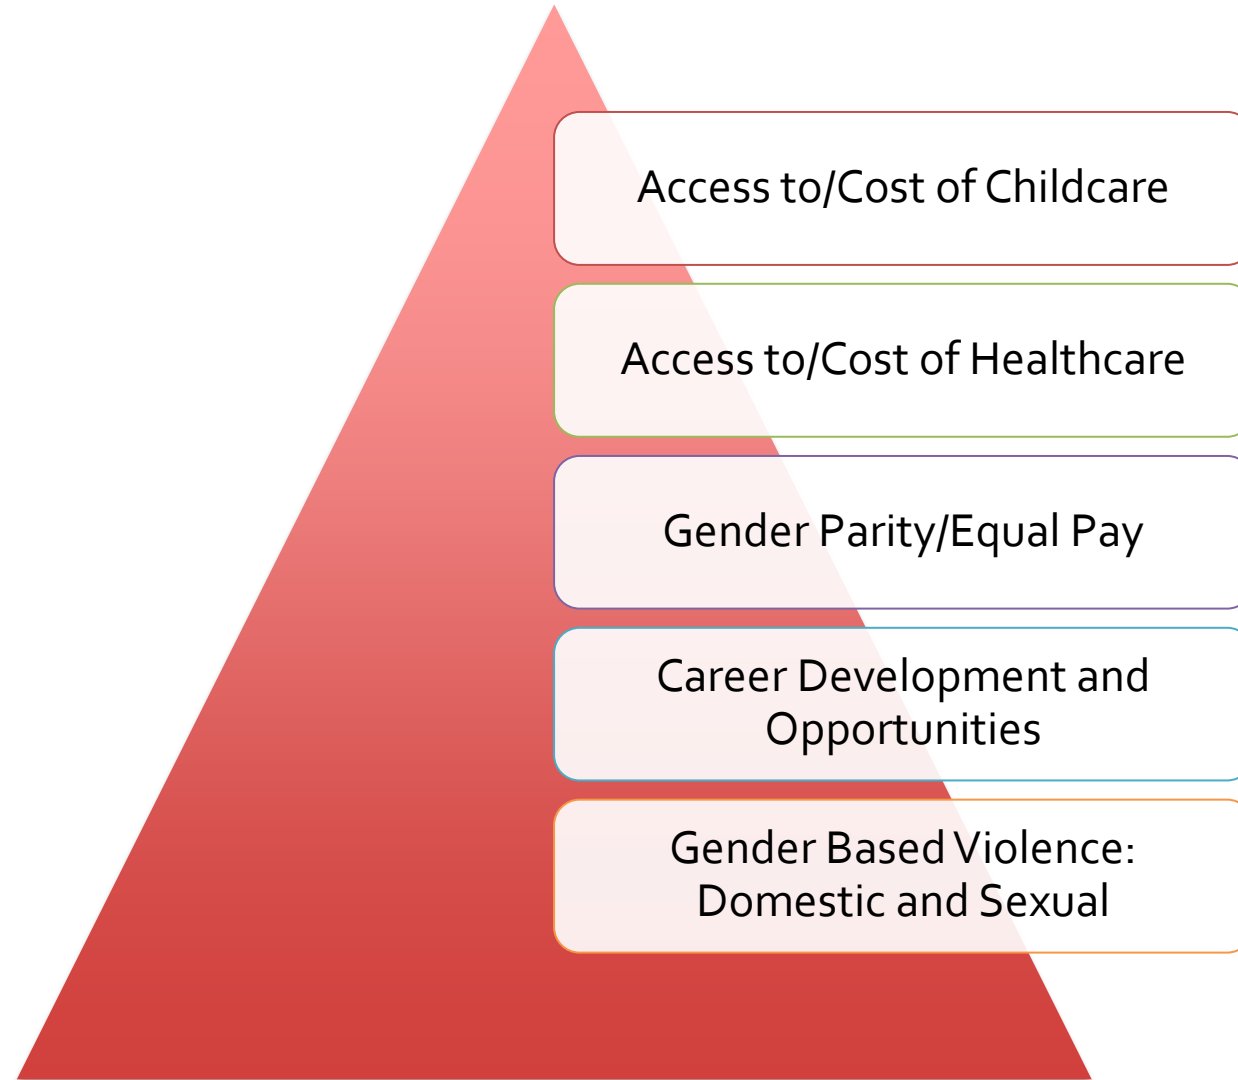 Access to/Cost of Childcare
Access to/Cost of Healthcare
Gender Parity/Equal Pay
Career Development and
Opportunities
Gender Based Violence:
Domestic and Sexual